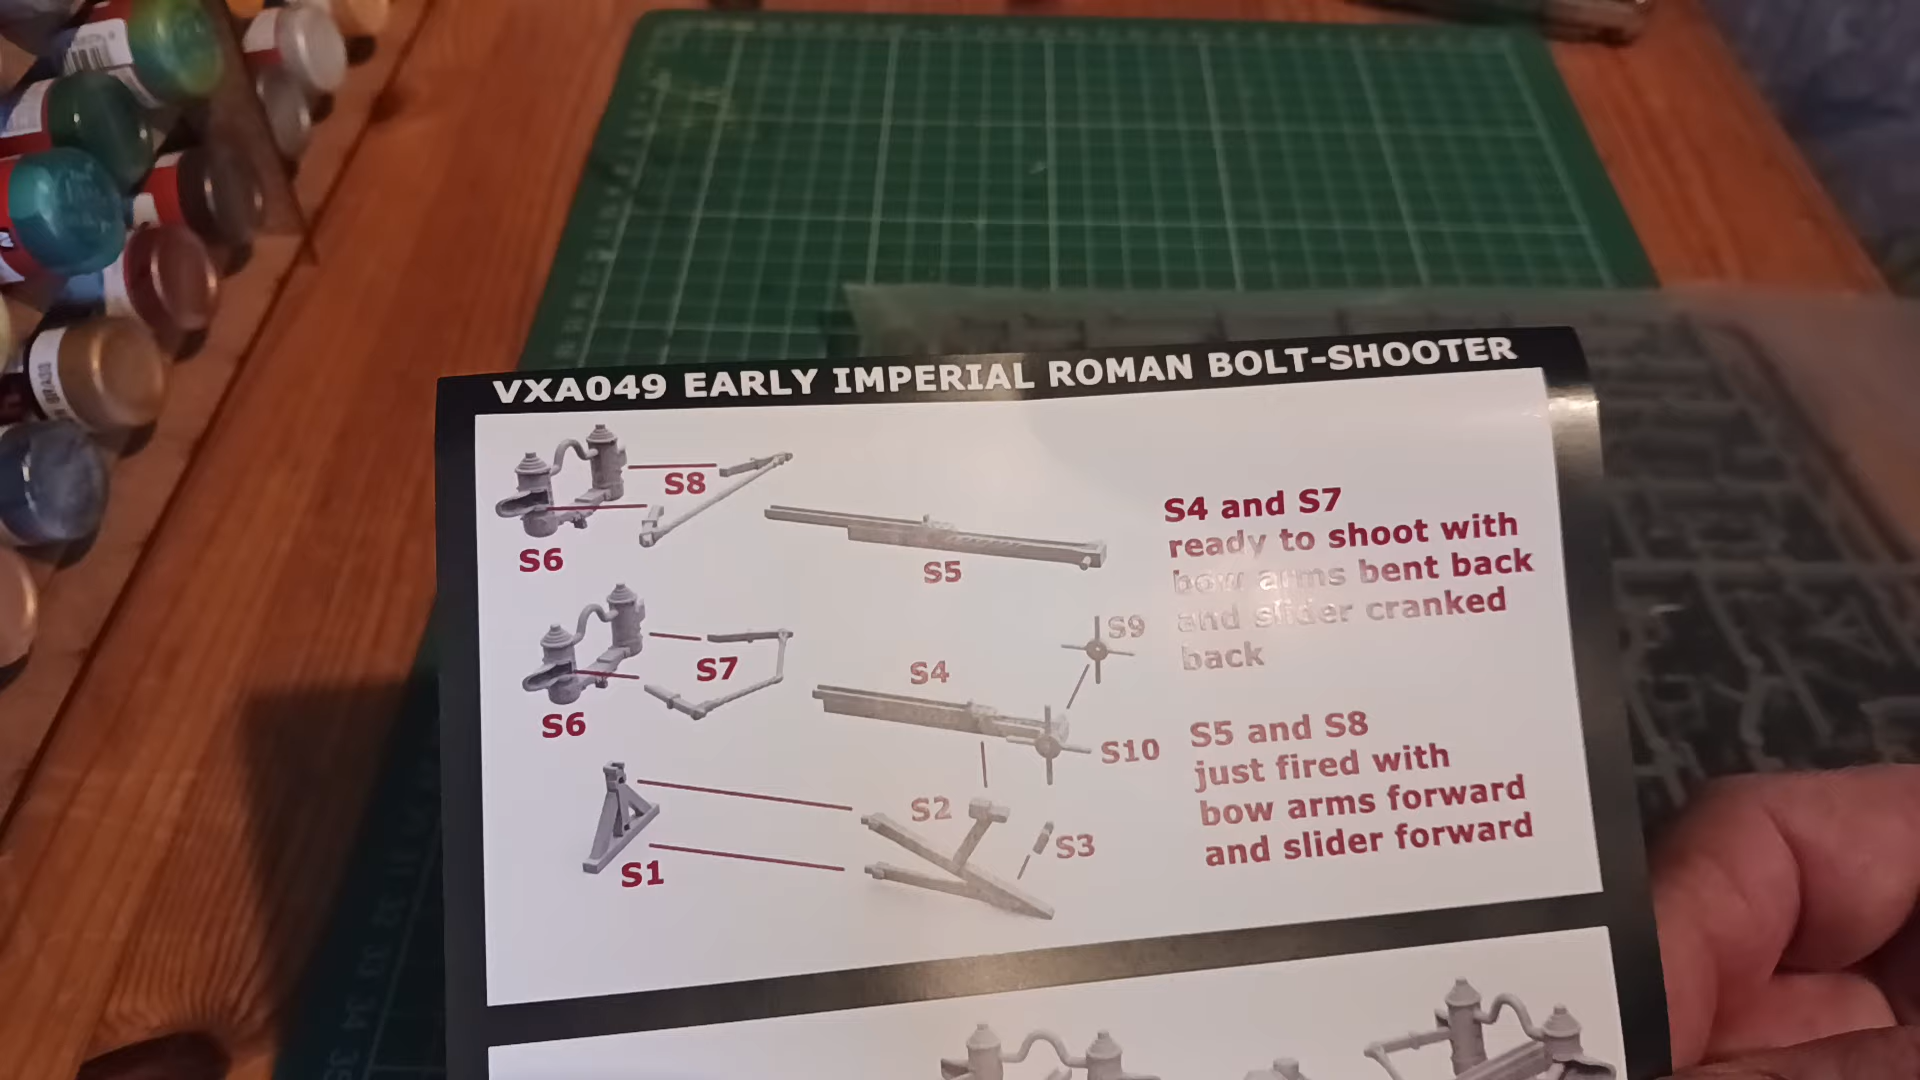 VXA049 EARLY IMPERIAL ROMAN BOLT-SHOOTER
S8
S6
S5
S4 and S7
ready to shoot with
bow arms bent back
and slider cranked
back
S7
S6
S4
S9
S10
S5 and S8
just fired with
bow arms forward
and slider forward
S1
S2
S3